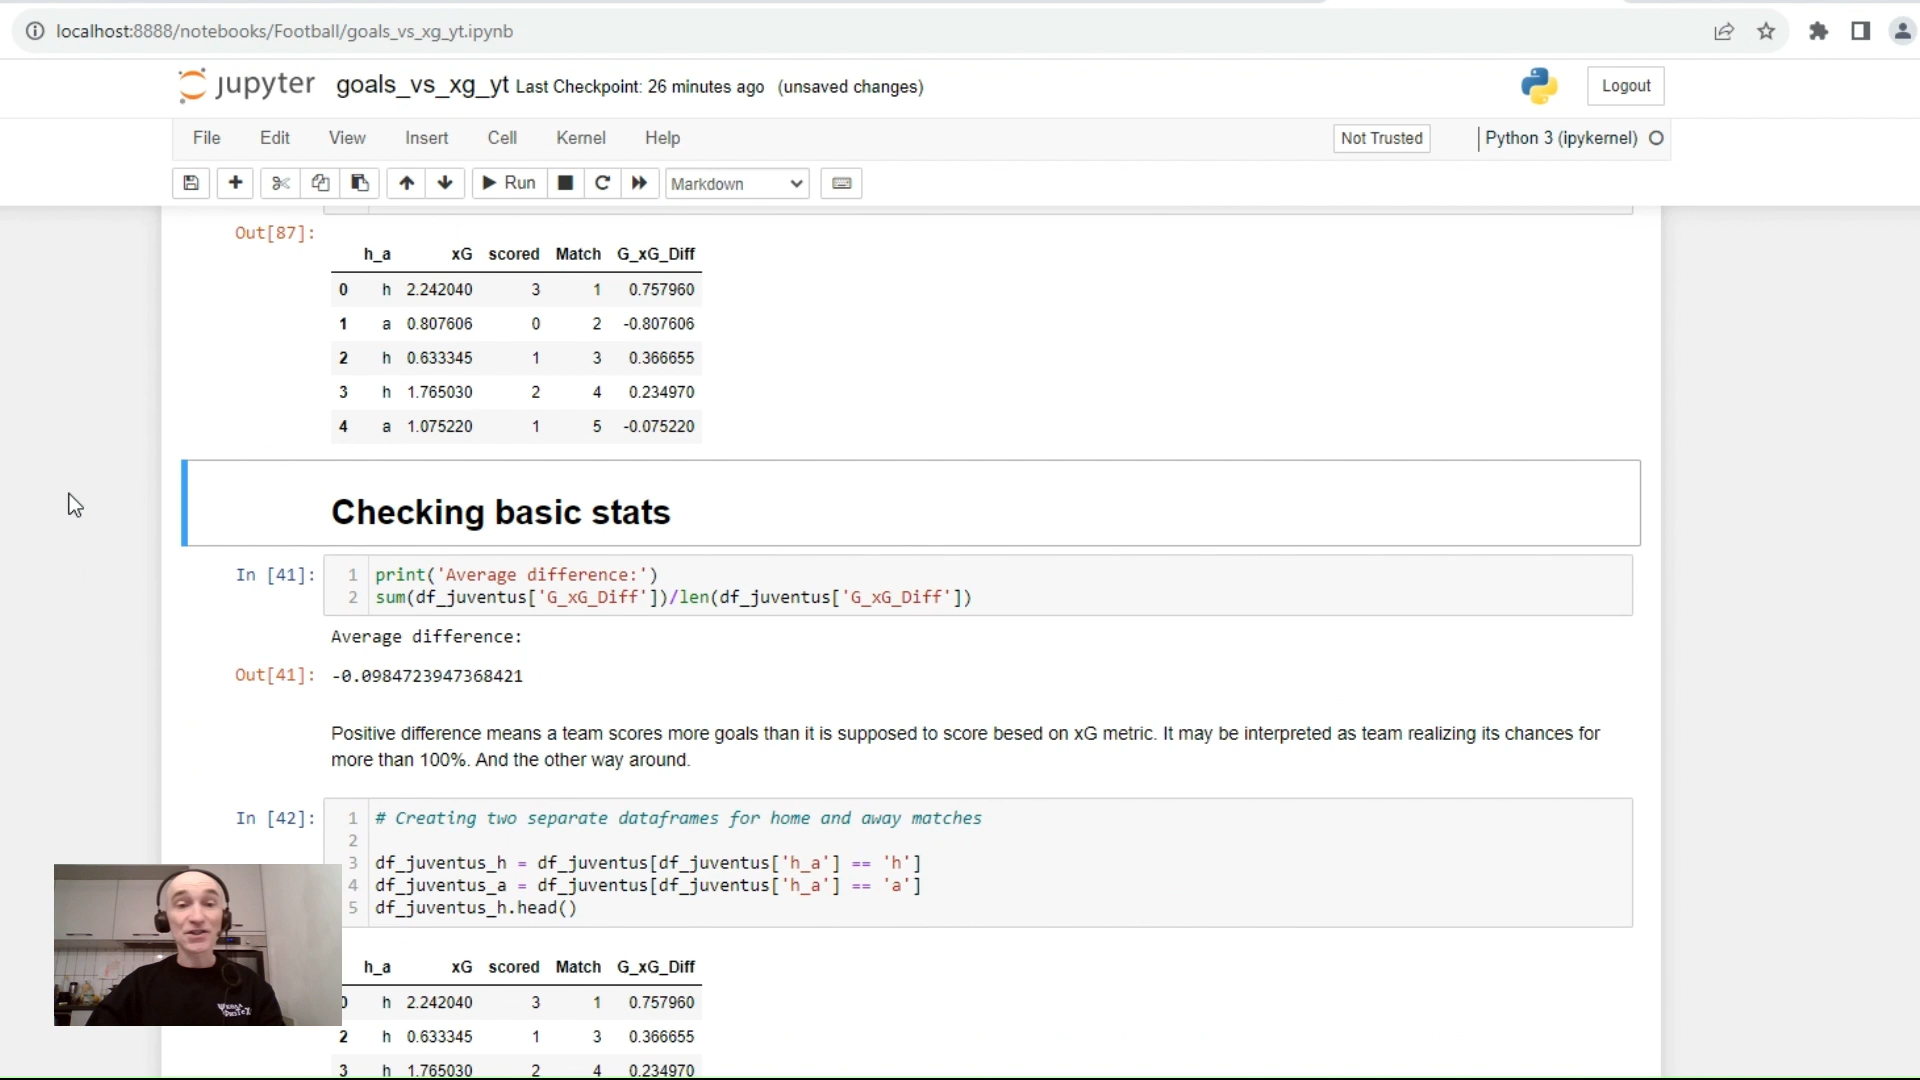 localhost:8888/notebooks/Football/goals_vs_xg_yt.ipynb
jupyter goals_vs_xg_yt Last Checkpoint: 26 minutes ago (unsaved changes)
Logout
File Edit View Insert Cell Kernel Help
Not Trusted
Python 3 (ipykernel)
Run
Markdown
Out[87]:
h_a xG scored Match G_xG_Diff
0 h 2.242040 3 1 0.757960
1 a 0.807606 0 2 -0.807606
2 h 0.633345 1 3 0.366655
3 h 1.765030 2 4 0.234970
4 a 1.075220 1 5 -0.075220
Checking basic stats
In [41]:
1 print('Average difference:')
2 sum(df_juventus['G_xG_Diff'])/len(df_juventus['G_xG_Diff'])
Average difference:
Out[41]: -0.0984723947368421
Positive difference means a team scores more goals than it is supposed to score besed on xG metric. It may be interpreted as team realizing its chances for
more than 100%. And the other way around.
In [42]:
1 # Creating two separate dataframes for home and away matches
2
3 df_juventus_h = df_juventus[df_juventus['h_a'] == 'h']
4 df_juventus_a = df_juventus[df_juventus['h_a'] == 'a']
5 df_juventus_h.head()
h_a xG scored Match G_xG_Diff
0 h 2.242040 3 1 0.757960
2 h 0.633345 1 3 0.366655
3 h 1.765030 2 4 0.234970